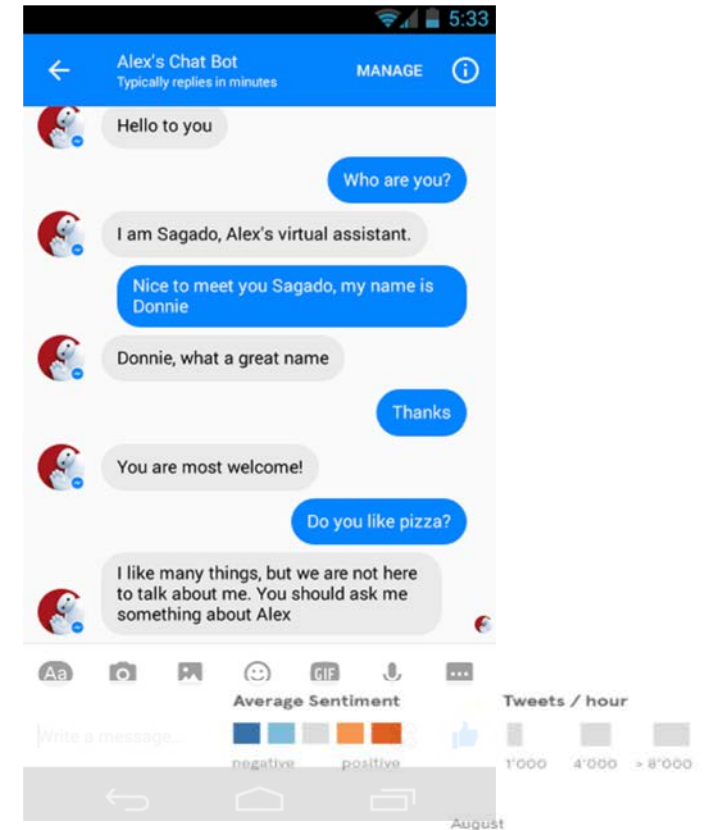 5:33
Alex's Chat Bot
Typically replies in minutes
MANAGE
Hello to you
Who are you?
I am Sagado, Alex's virtual assistant.
Nice to meet you Sagado, my name is
Donnie
Donnie, what a great name
Thanks
You are most welcome!
Do you like pizza?
I like many things, but we are not here
to talk about me. You should ask me
something about Alex
Aa
GIF
Average Sentiment
Tweets / hour
Write a message...
negative positive
1'000 4'000 > 8'000
August